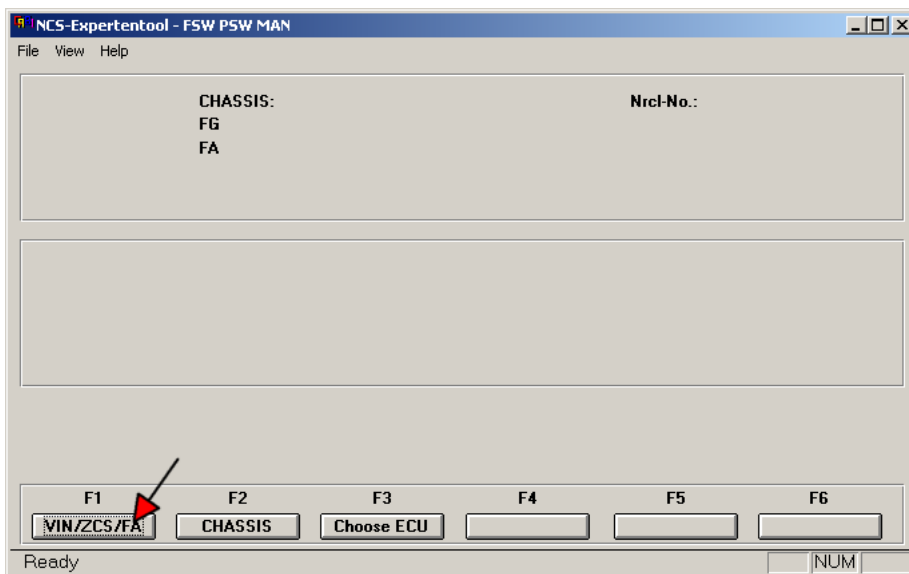 NCS-Expertentool - FSW PSW MAN
File View Help
CHASSIS: Nrcl-No.:
FG
FA
F1 F2 F3 F4 F5 F6
VIN/ZCS/FA CHASSIS Choose ECU
Ready NUM